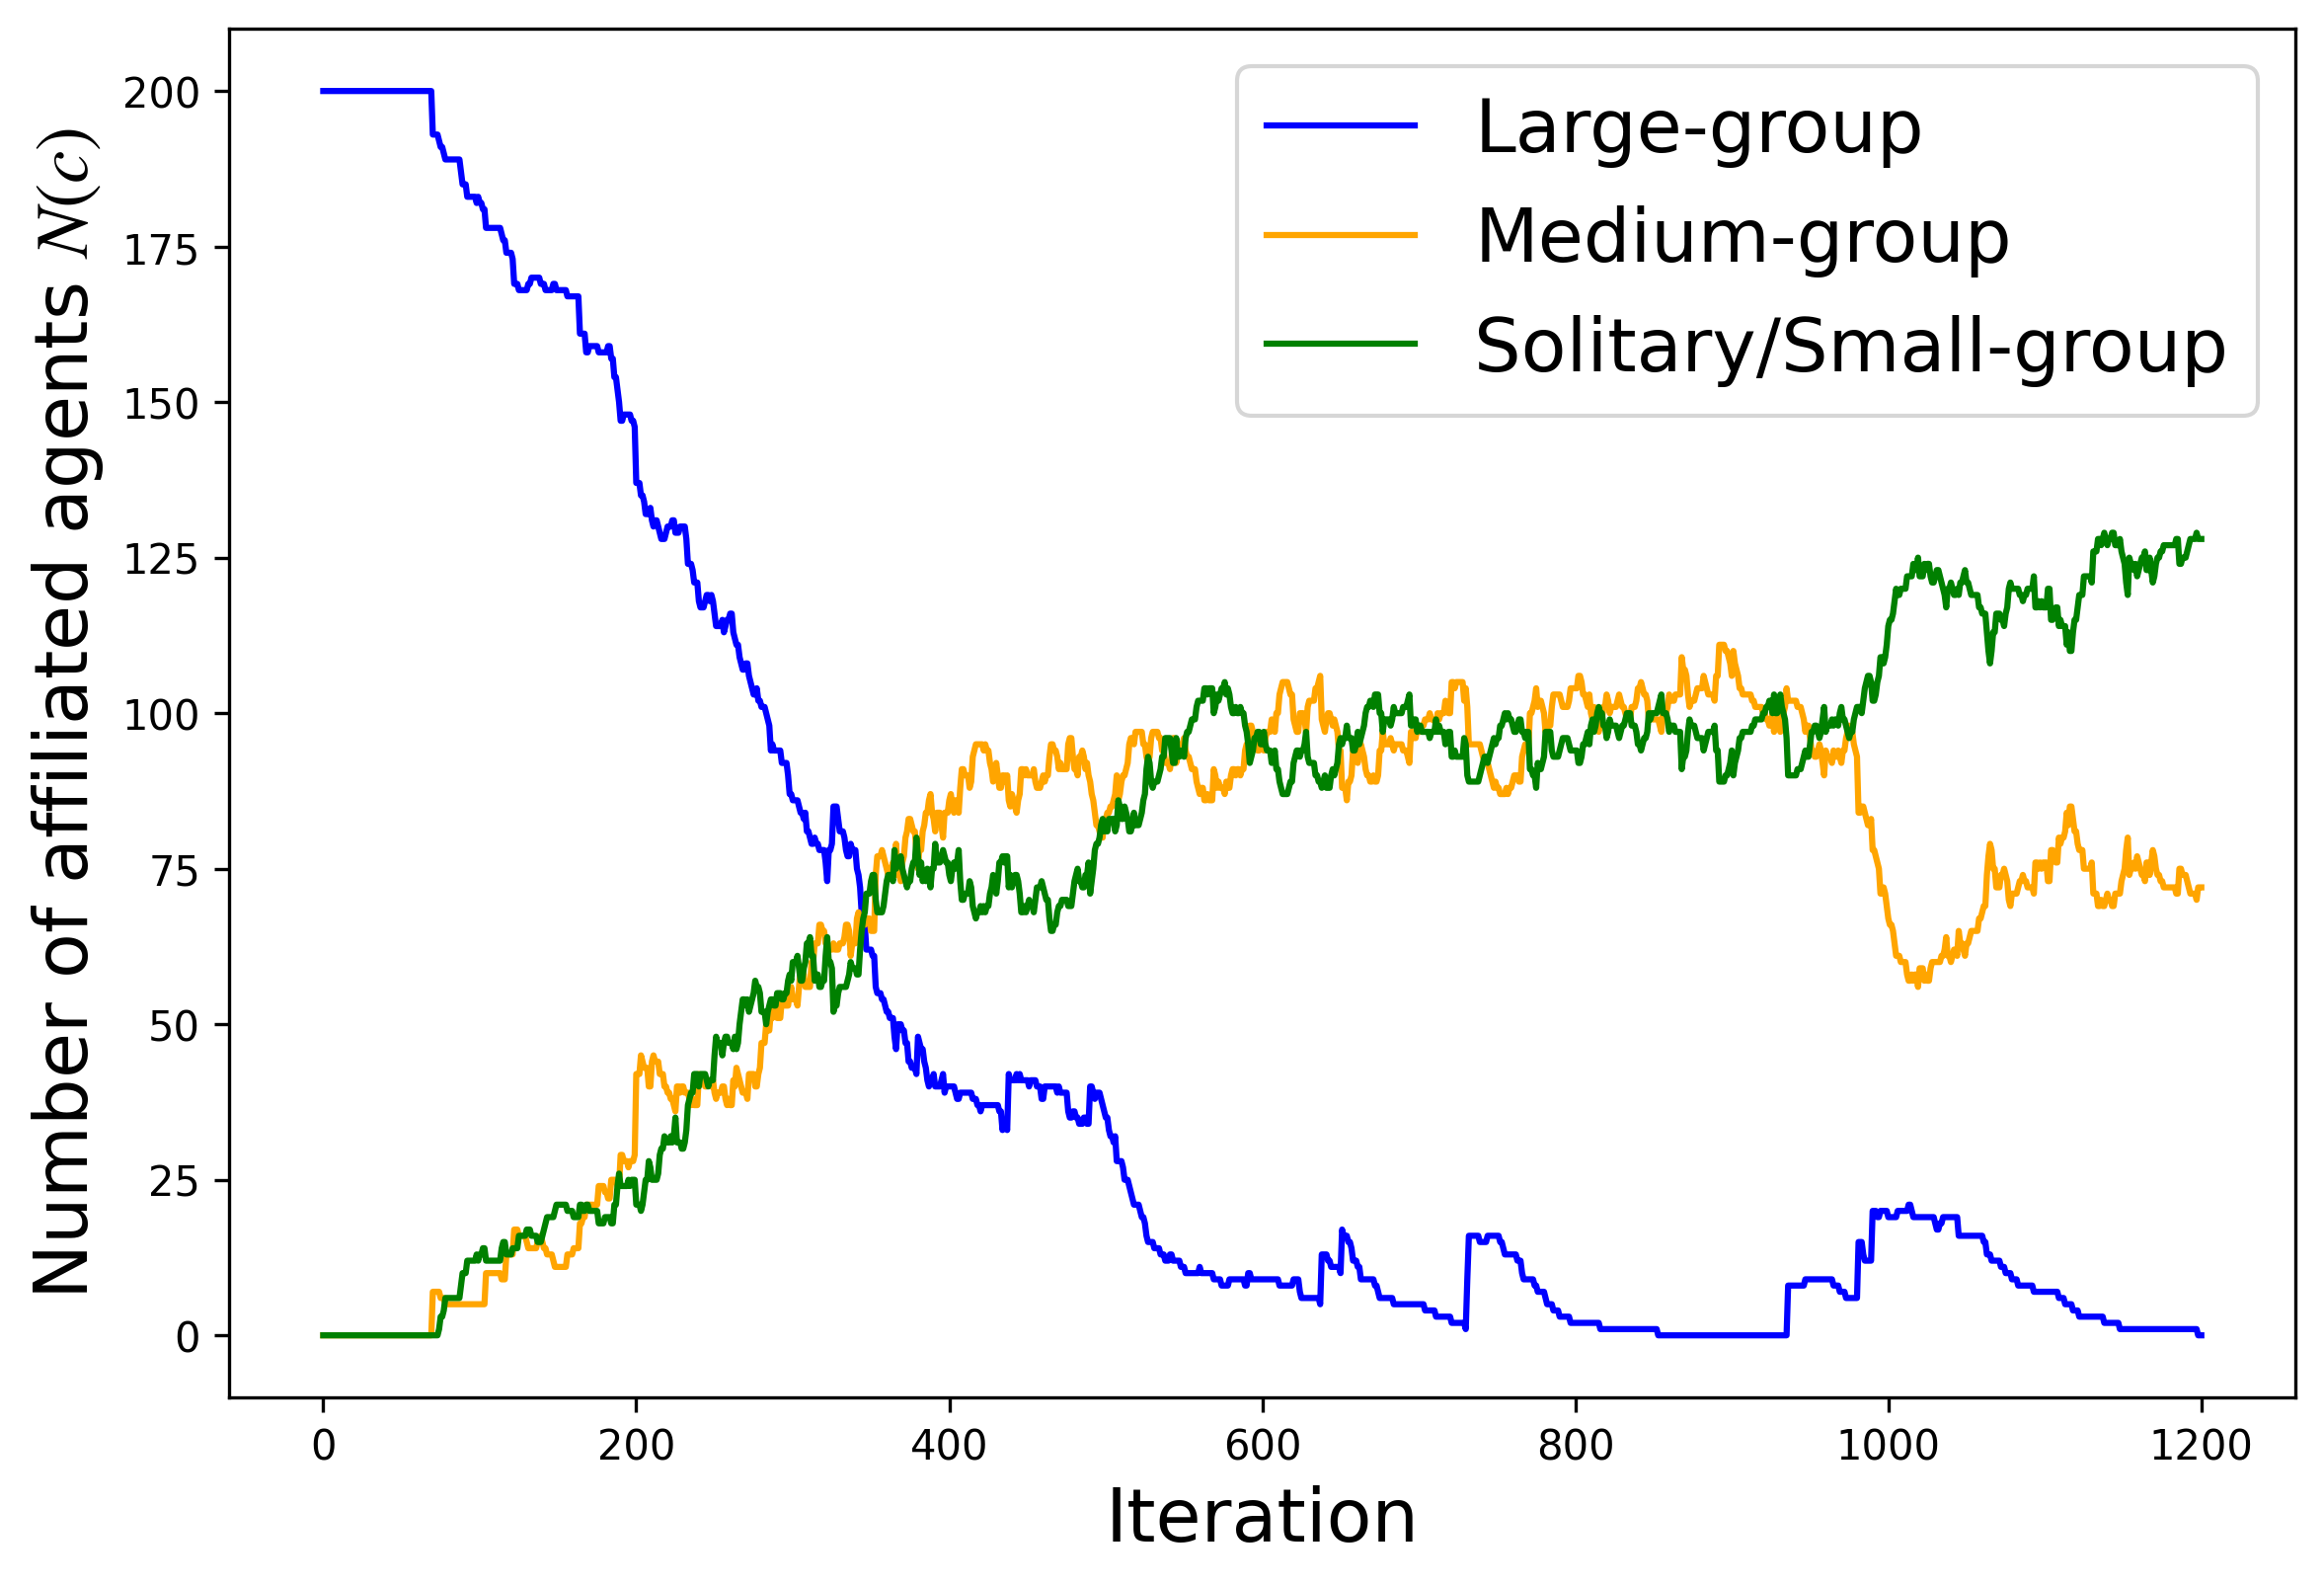 Number of affiliated agents N(c)
200
175
150
125
100
75
50
25
0
Large-group
Medium-group
Solitary/Small-group
0 200 400 600 800 1000 1200
Iteration